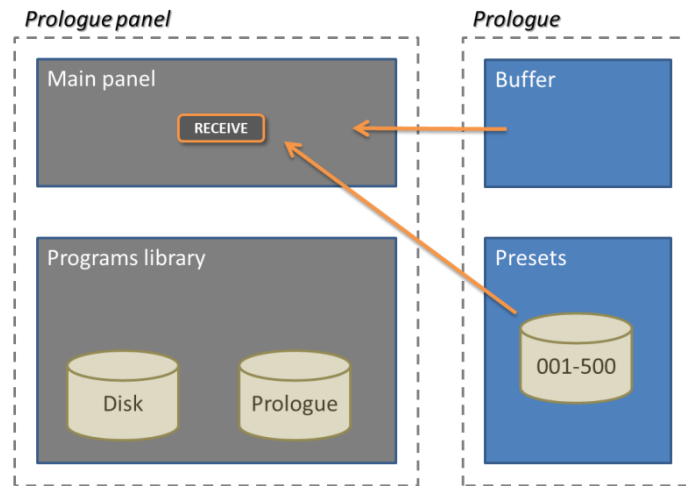 Prologue panel
Prologue
Main panel
RECEIVE
Buffer
Programs library
Disk
Prologue
Presets
001-500